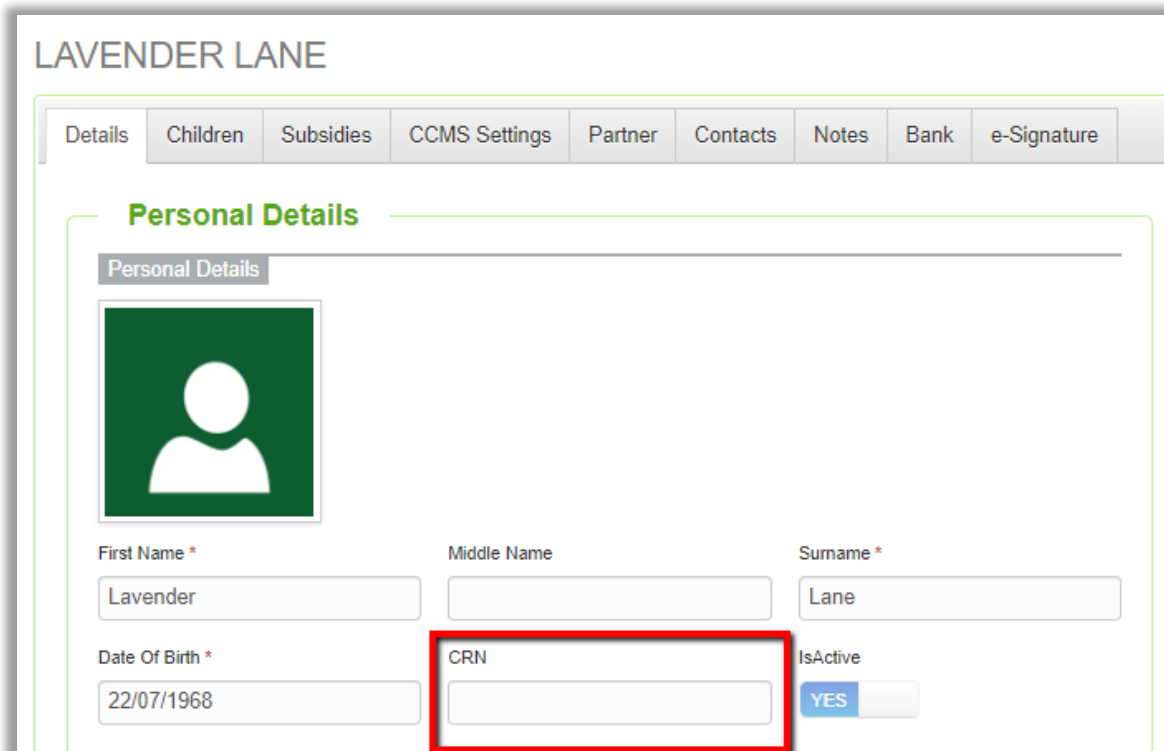 LAVENDER LANE
Details Children Subsidies CCMS Settings Partner Contacts Notes Bank e-Signature
Personal Details
Personal Details
First Name * Middle Name Surname *
Lavender Lane
Date Of Birth * CRN IsActive
22/07/1968 YES